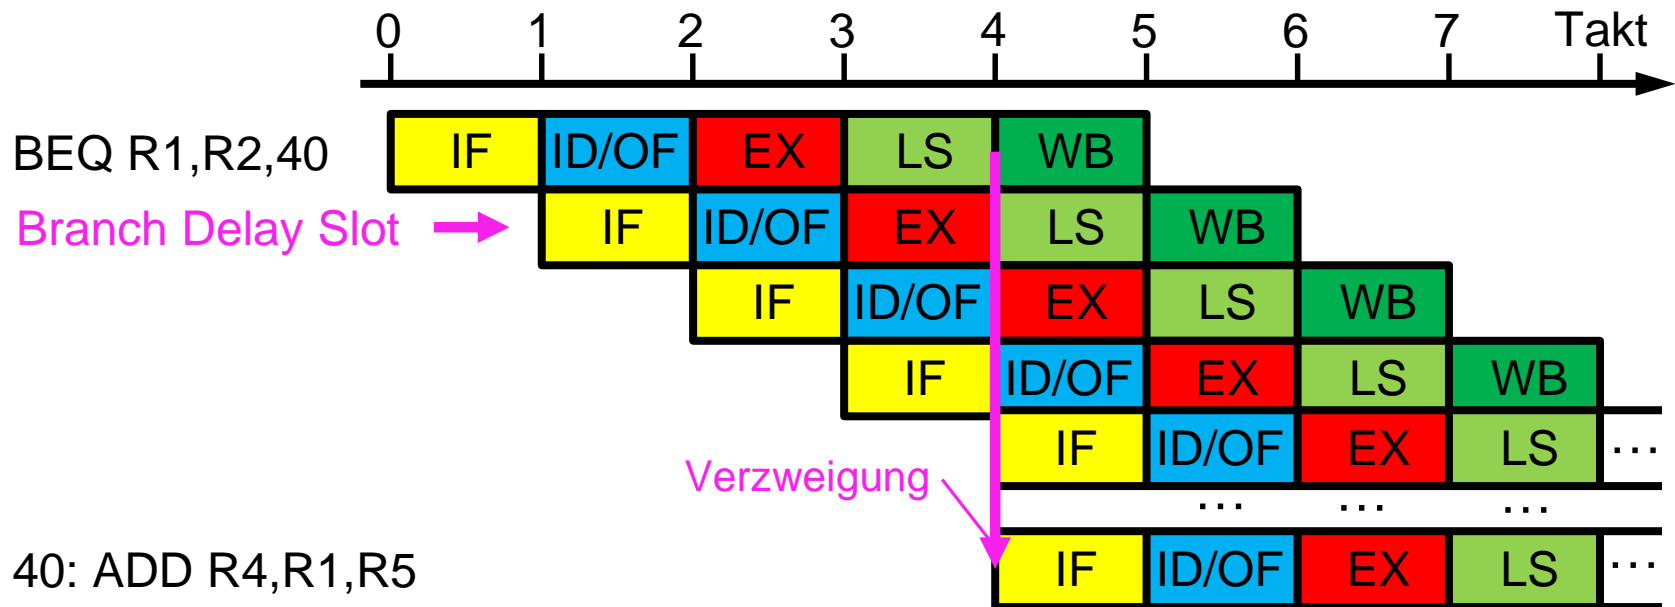 0 1 2 3 4 5 6 7 Takt
BEQ R1,R2,40 IF ID/OF EX LS WB
Branch Delay Slot IF ID/OF EX LS WB
IF ID/OF EX LS WB
IF ID/OF EX LS WB
IF ID/OF EX LS ...
Verzweigung
... ... ...
40: ADD R4,R1,R5 IF ID/OF EX LS ...